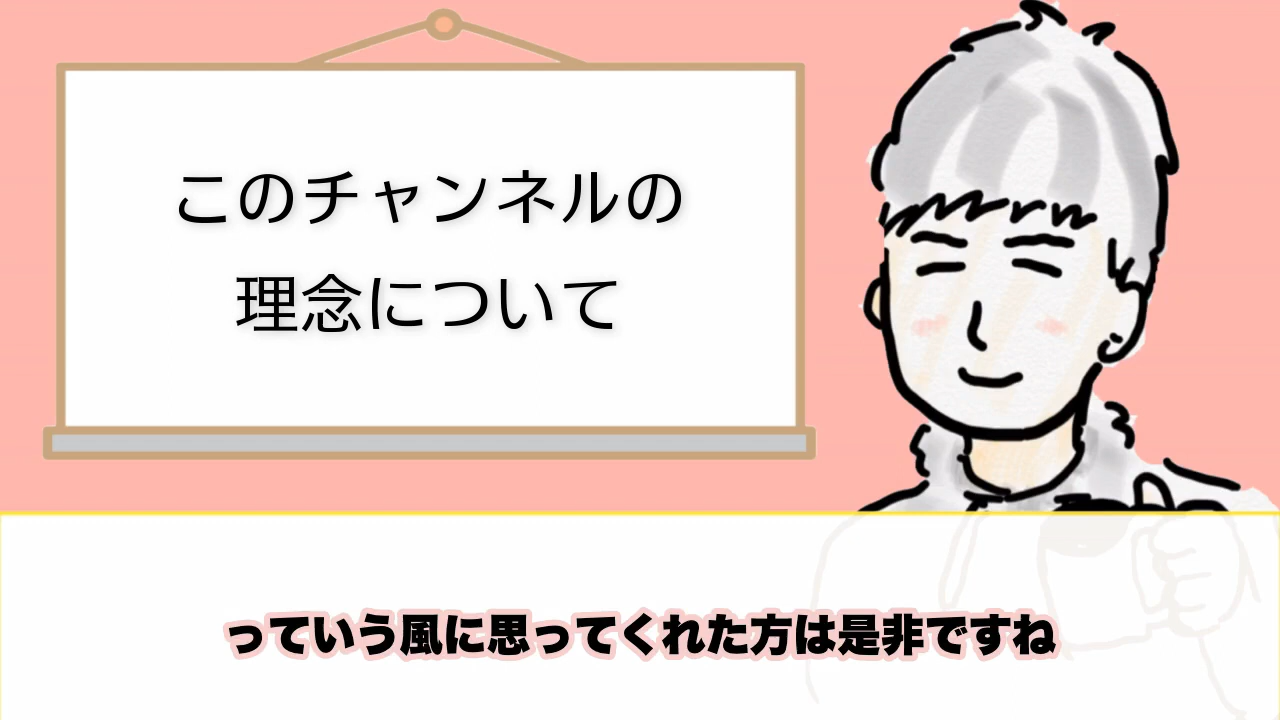 このチャンネルの
理念について
っていう風に思ってくれた方は是非ですね